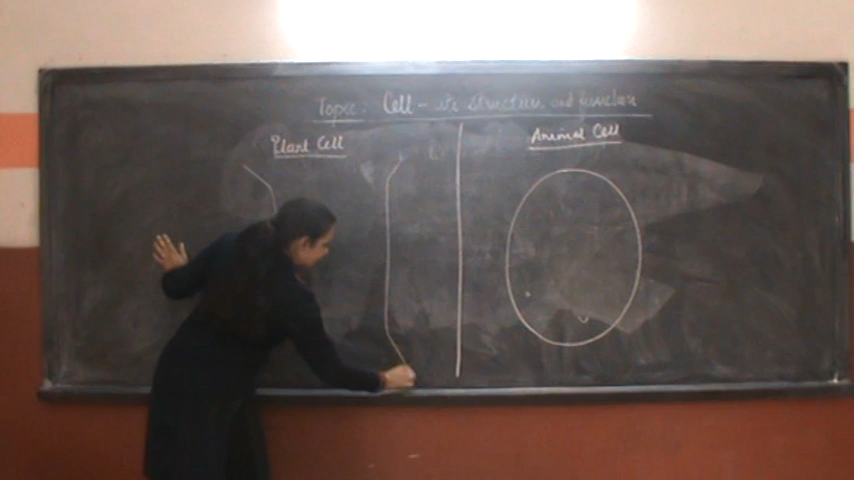 Topic: Cell - its structure and function
Plant Cell
Animal Cell